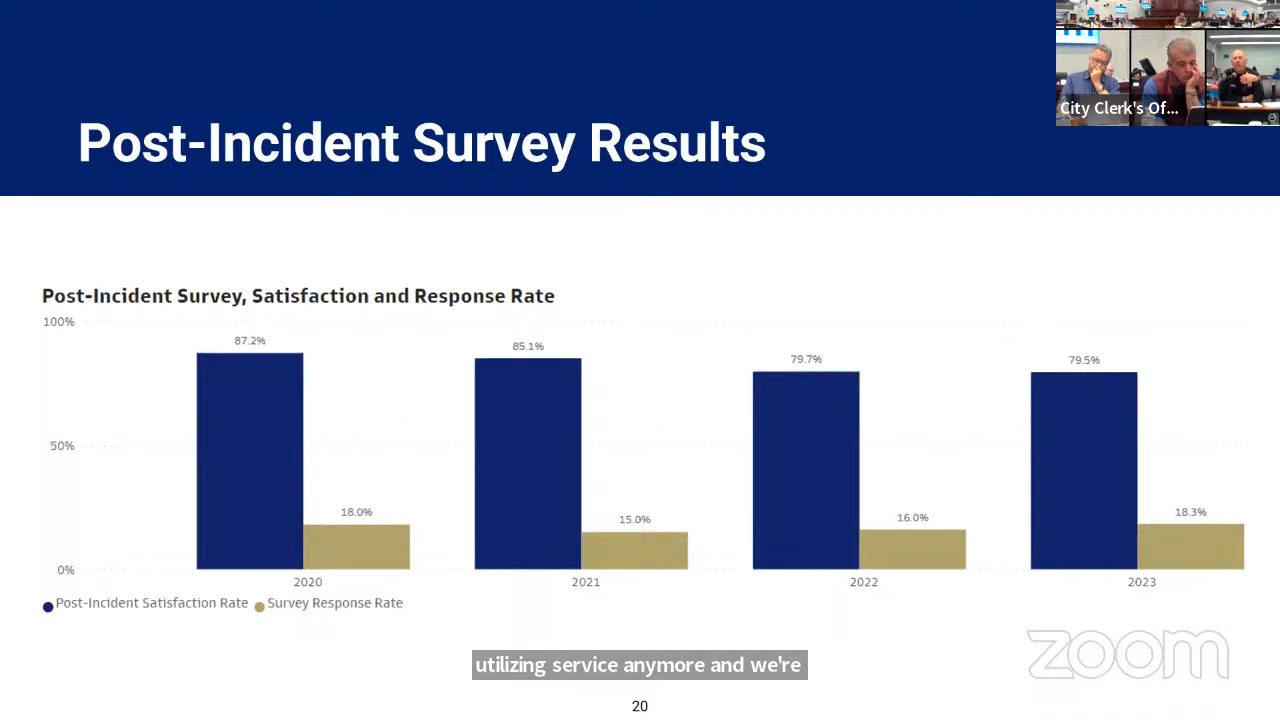 City Clerk's Of...
Post-Incident Survey Results
Post-Incident Survey, Satisfaction and Response Rate
100%
87.2%
85.1%
79.7%
79.5%
50%
18.0%
15.0%
16.0%
18.3%
0%
2020
2021
2022
2023
Post-Incident Satisfaction Rate Survey Response Rate
utilizing service anymore and we're
zoom
20